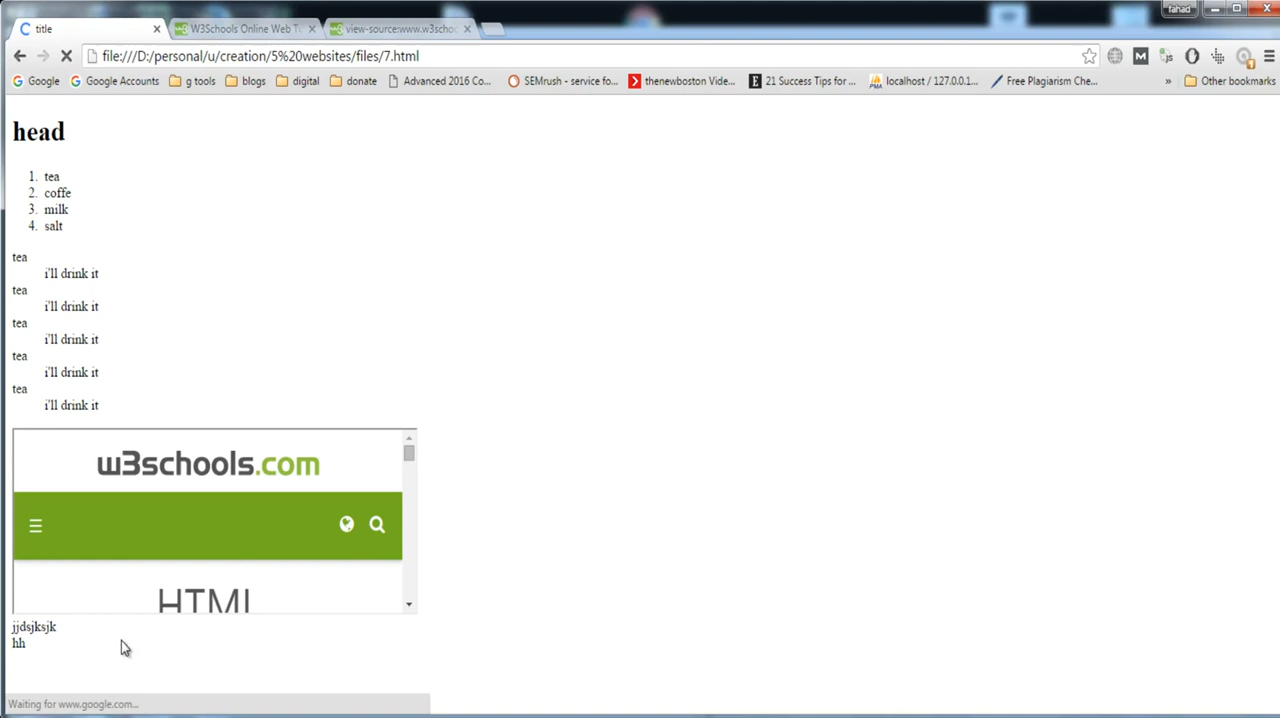 fahad
title
W3Schools Online Web Tu
view-source:www.w3schoo
file:///D:/personal/u/creation/5%20websites/files/7.html
Google
Google Accounts
g tools
blogs
digital
donate
Advanced 2016 Co...
SEMrush - service fo...
thenewboston Vide...
21 Success Tips for ...
localhost / 127.0.0.1 ...
Free Plagiarism Che...
»
Other bookmarks
head
1. tea
2. coffe
3. milk
4. salt
tea
i'll drink it
tea
i'll drink it
tea
i'll drink it
tea
i'll drink it
tea
i'll drink it
w3schools.com
HTML
jjdsjksjk
hh
Waiting for www.google.com...